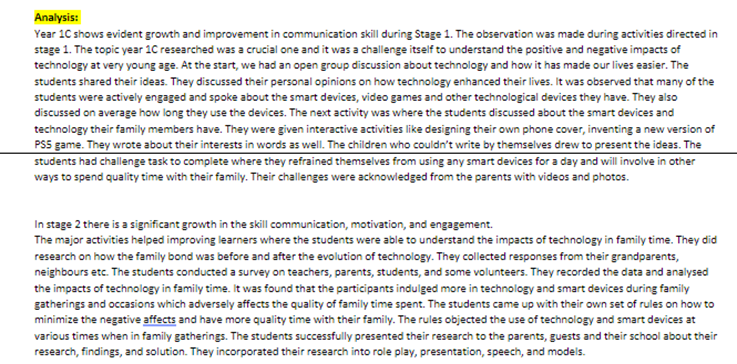 Analysis:
Year 1C shows evident growth and improvement in communication skill during Stage 1. The observation was made during activities directed in
stage 1. The topic year 1C researched was a crucial one and it was a challenge itself to understand the positive and negative impacts of
technology at very young age. At the start, we had an open group discussion about technology and how it has made our lives easier. The
students shared their ideas. They discussed their personal opinions on how technology enhanced their lives. It was observed that many of the
students were actively engaged and spoke about the smart devices, video games and other technological devices they have. They also
discussed on average how long they use the devices. The next activity was where the students discussed about the smart devices and
technology their family members have. They were given interactive activities like designing their own phone cover, inventing a new version of
PS5 game. They wrote about their interests in words as well. The children who couldn't write by themselves drew to present the ideas. The
students had challenge task to complete where they refrained themselves from using any smart devices for a day and will involve in other
ways to spend quality time with their family. Their challenges were acknowledged from the parents with videos and photos.
In stage 2 there is a significant growth in the skill communication, motivation, and engagement.
The major activities helped improving learners where the students were able to understand the impacts of technology in family time. They did
research on how the family bond was before and after the evolution of technology. They collected responses from their grandparents,
neighbours etc. The students conducted a survey on teachers, parents, students, and some volunteers. They recorded the data and analysed
the impacts of technology in family time. It was found that the participants indulged more in technology and smart devices during family
gatherings and occasions which adversely affects the quality of family time spent. The students came up with their own set of rules on how to
minimize the negative affects and have more quality time with their family. The rules objected the use of technology and smart devices at
various times when in family gatherings. The students successfully presented their research to the parents, guests and their school about their
research, findings, and solution. They incorporated their research into role play, presentation, speech, and models.